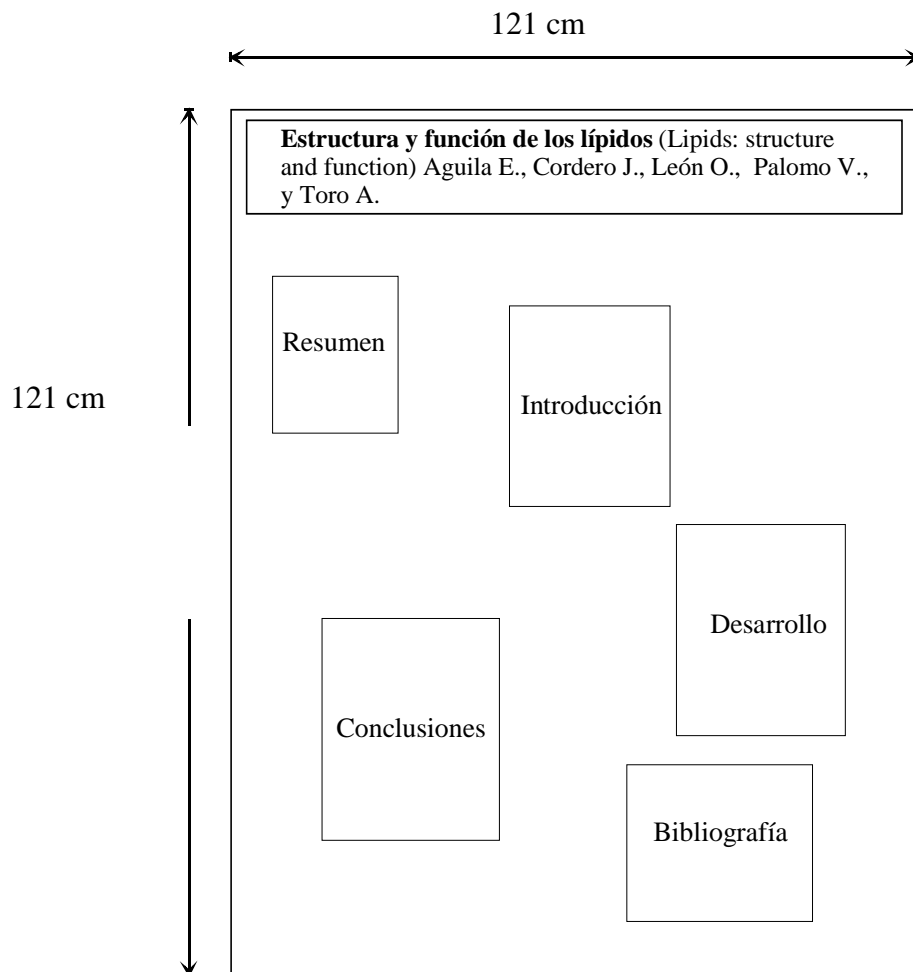 121 cm
Estructura y función de los lípidos (Lipids: structure
and function) Aguila E., Cordero J., León O., Palomo V.,
y Toro A.
Resumen
Introducción
121 cm
Desarrollo
Conclusiones
Bibliografía